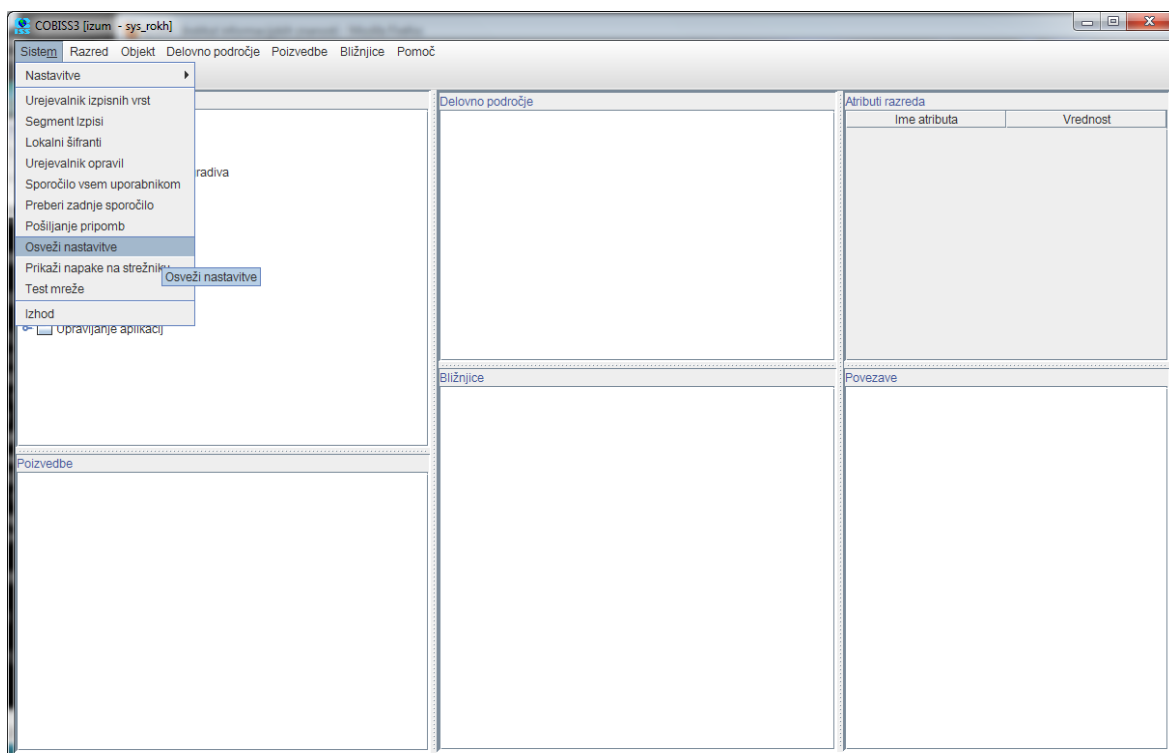 COBISS3 [izum - sys_rokh]
Sistem Razred Objekt Delovno področje Poizvedbe Bližnjice Pomoč
Nastavitve
Urejevalnik izpisnih vrst
Segment Izpisi
Lokalni šifranti
Urejevalnik opravil
Sporočilo vsem uporabnikom
Preberi zadnje sporočilo
Pošiljanje pripomb
Osveži nastavitve
Prikaži napake na strežniku
Test mreže
Izhod
Osveži nastavitve
radiva
Upravljanje aplikacij
Poizvedbe
Delovno področje
Bližnjice
Atributi razreda
Ime atributa Vrednost
Povezave